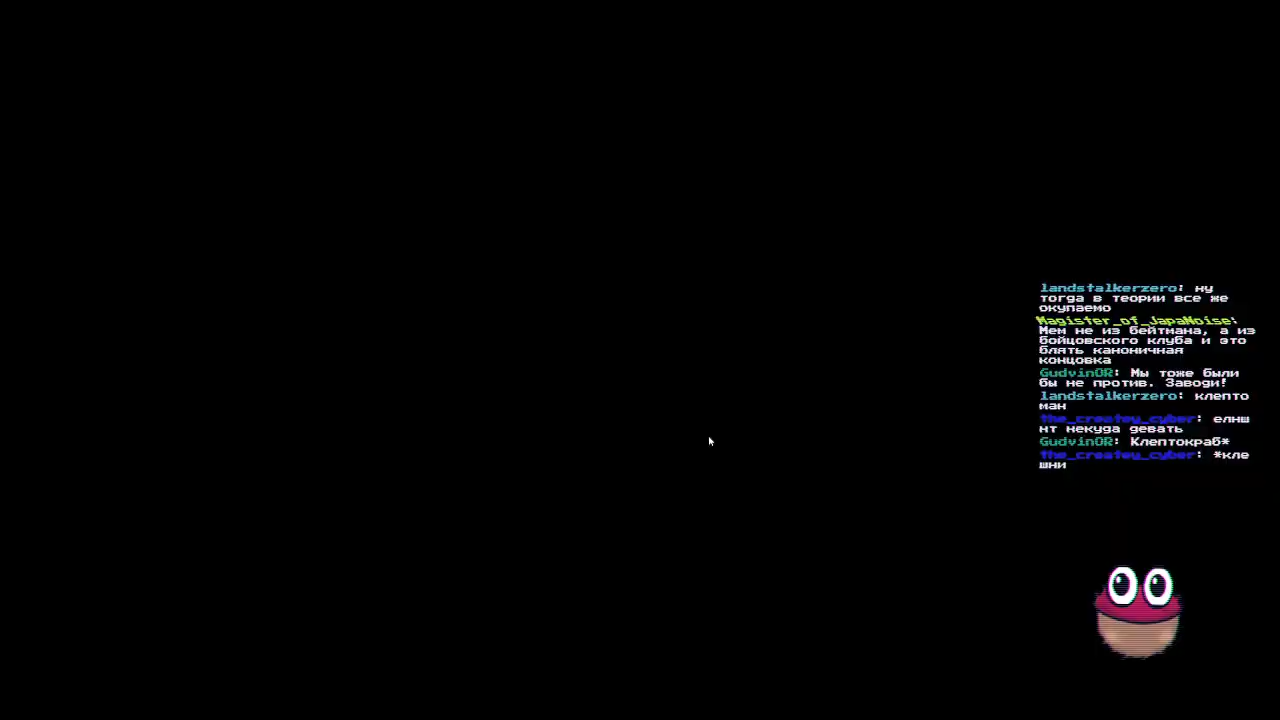 landstalkerzero: ну
тогда в теории все же
окупаемо
Magister_of_JapaNoise:
Мем не из бейтмана, а из
бойцовского клуба и это
блять каноничная
концовка
GudvinOR: Мы тоже были
бы не против. Заводи!
landstalkerzero: клепто
ман
the_createy_cyber: елнш
нт некуда девать
GudvinOR: Клептокраб*
the_createy_cyber: *кле
шни